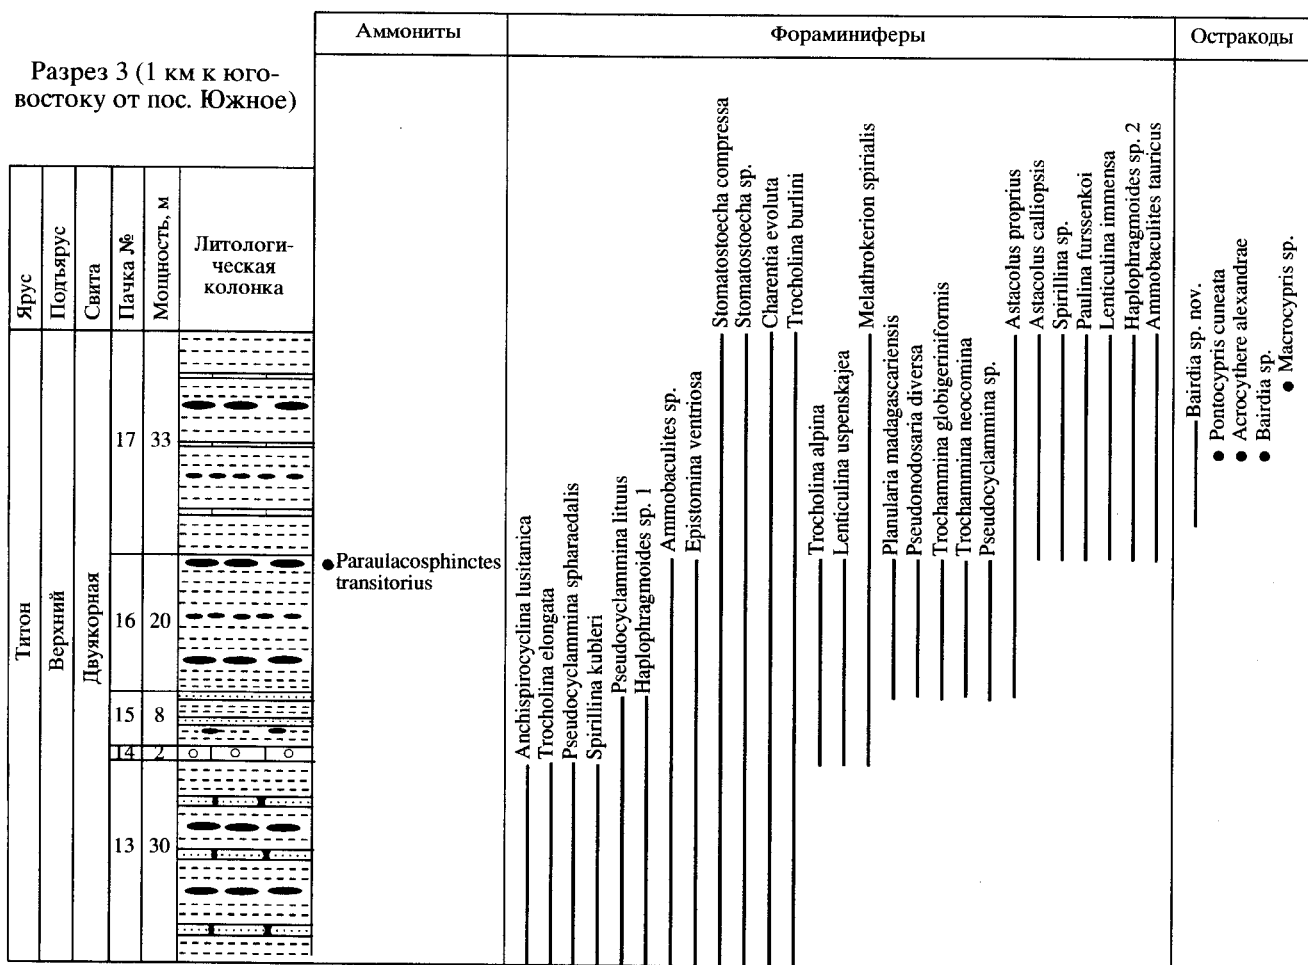 Разрез 3 (1 км к юго-
востоку от пос. Южное)
Аммониты
Фораминиферы
Остракоды
Ярус
Подъярус
Свита
Пачка №
Мощность, м
Литологи-
ческая
колонка
Титон
Верхний
Двуякорная
17 33
16 20
15 8
14 2
13 30
Paraulacosphinctes
transitorius
Anchispirocyclina lusitanica
Trocholina elongata
Pseudocyclammina spharaedalis
Spirillina kubleri
Pseudocyclammina lituus
Haplophragmoides sp. 1
Ammobaculites sp.
Epistomina ventriosa
Stomatostoecha compressa
Stomatostoecha sp.
Charentia evoluta
Trocholina burlini
Trocholina alpina
Lenticulina uspenskajea
Melathrokerion spirialis
Planularia madagascariensis
Pseudonodosaria diversa
Trochammina globigeriniformis
Trochammina neocomina
Pseudocyclammina sp.
Astacolus proprius
Astacolus calliopsis
Spirillina sp.
Paulina furssenkoi
Lenticulina immensa
Haplophragmoides sp. 2
Ammobaculites tauricus
Bairdia sp. nov.
Pontocypris cuneata
Acrocythere alexandrae
Bairdia sp.
Macrocypris sp.